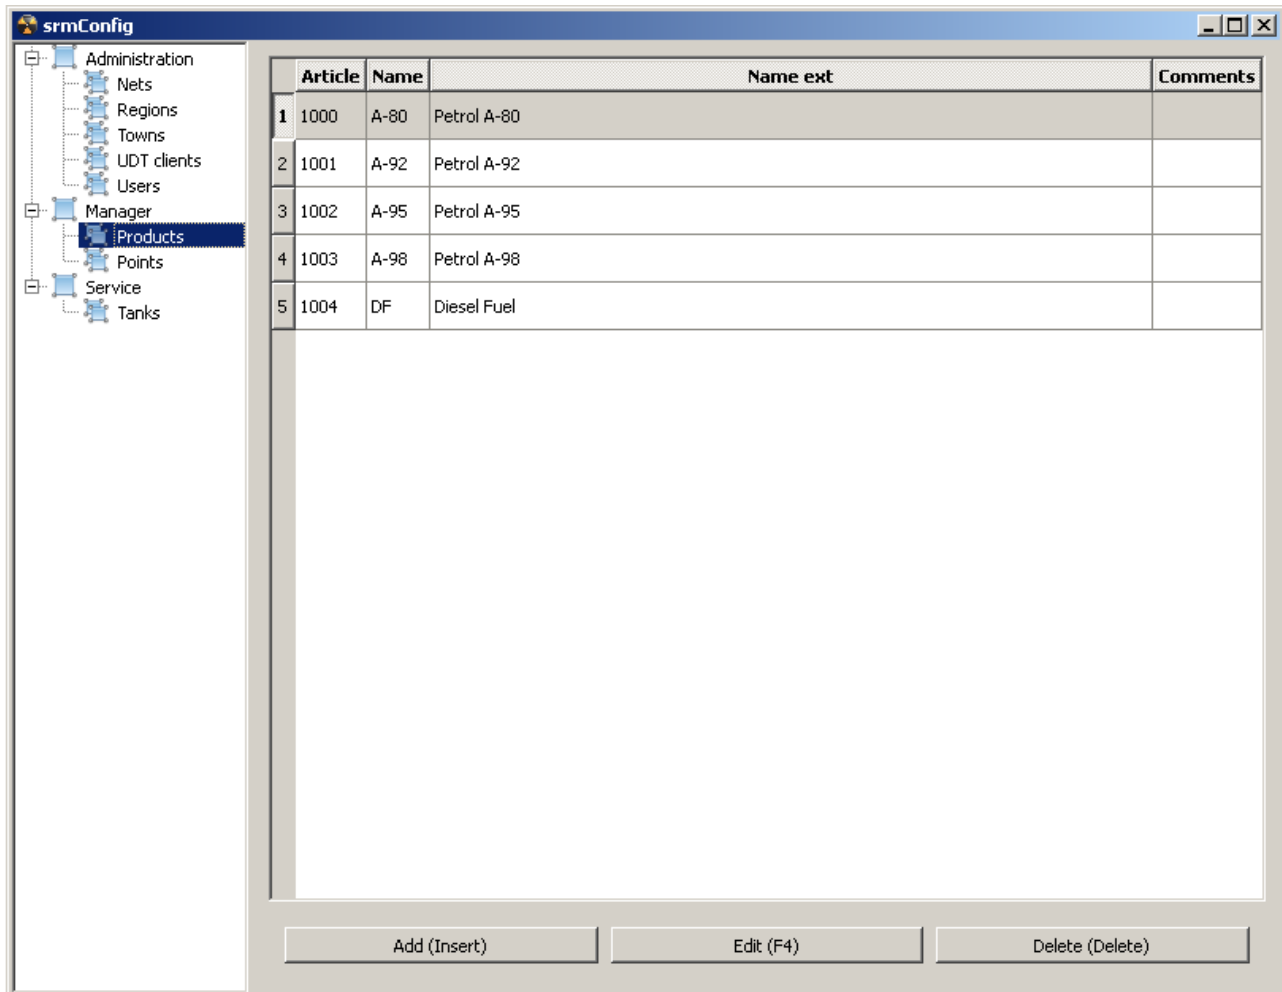 srmConfig
Administration
Nets
Regions
Towns
UDT clients
Users
Manager
Products
Points
Service
Tanks
Article Name Name ext Comments
1 1000 A-80 Petrol A-80
2 1001 A-92 Petrol A-92
3 1002 A-95 Petrol A-95
4 1003 A-98 Petrol A-98
5 1004 DF Diesel Fuel
Add (Insert) Edit (F4) Delete (Delete)